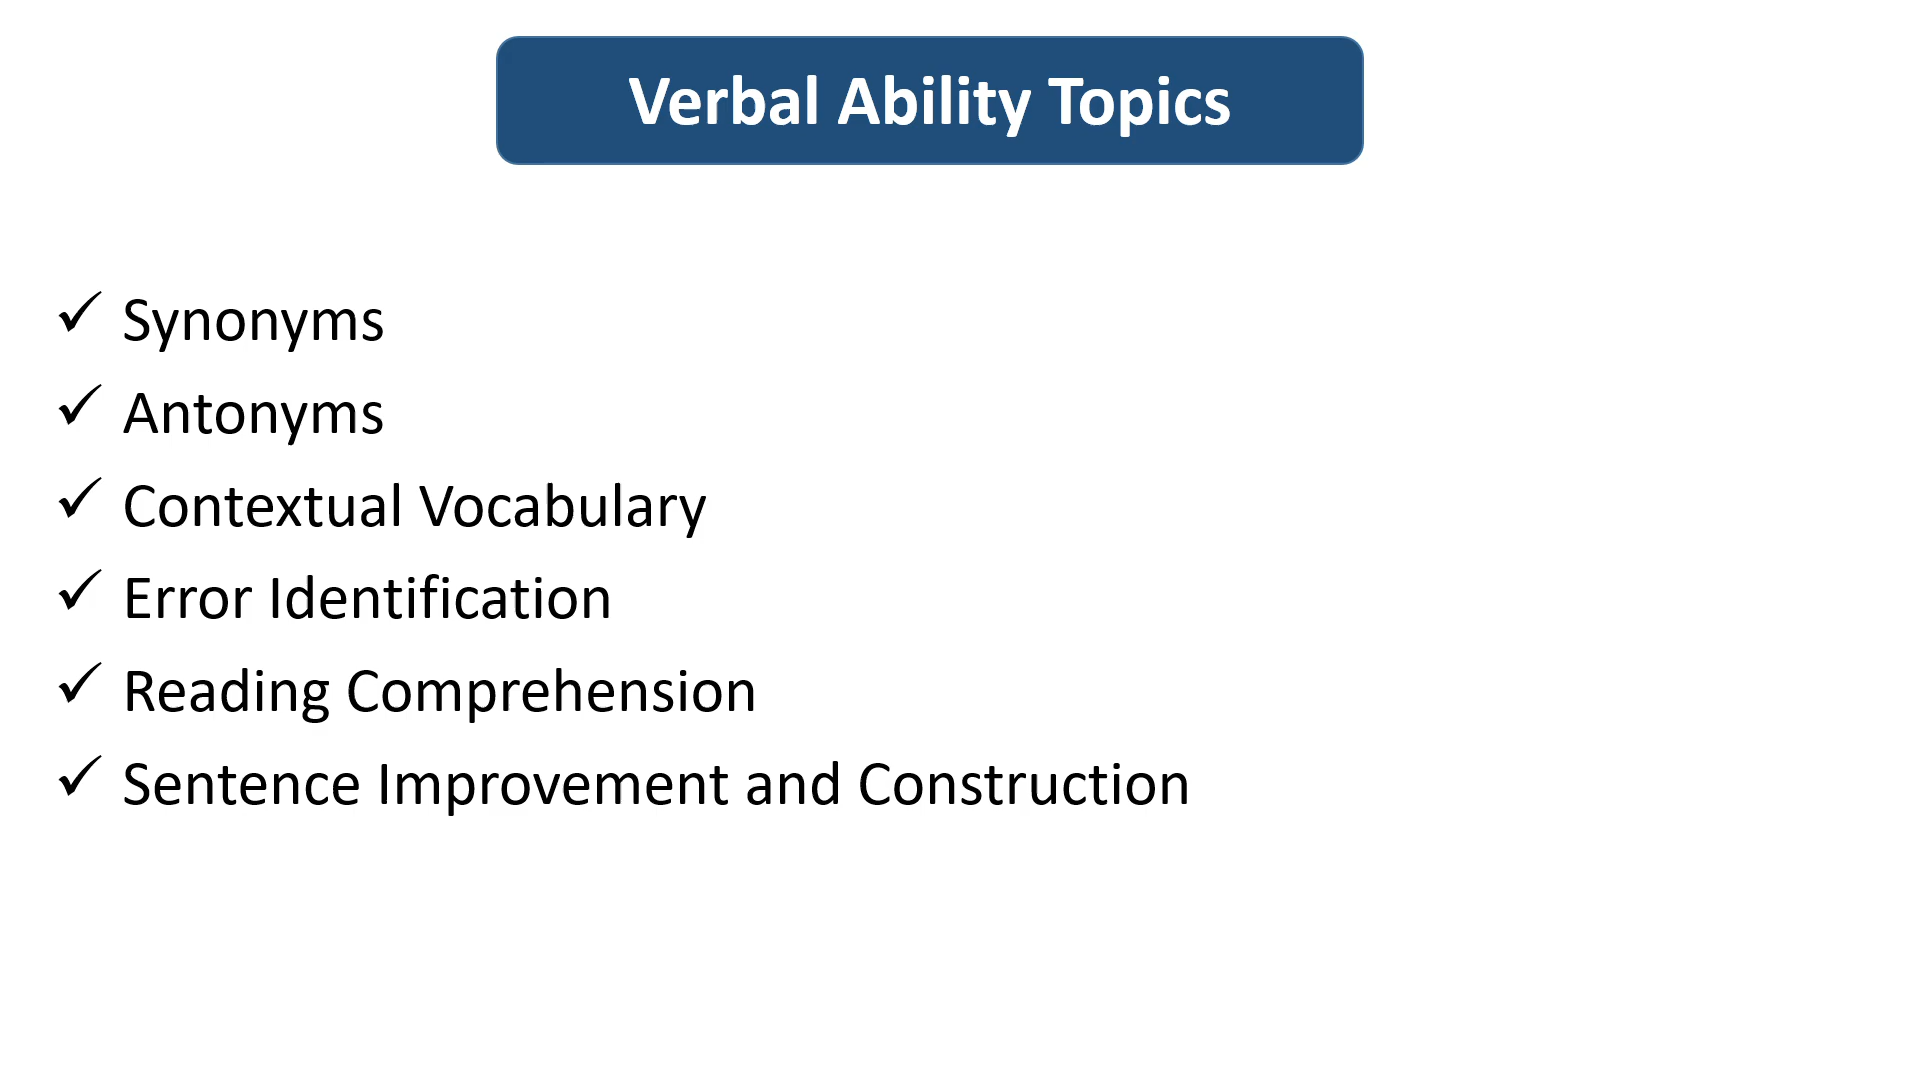 Verbal Ability Topics
✓ Synonyms
✓ Antonyms
✓ Contextual Vocabulary
✓ Error Identification
✓ Reading Comprehension
✓ Sentence Improvement and Construction